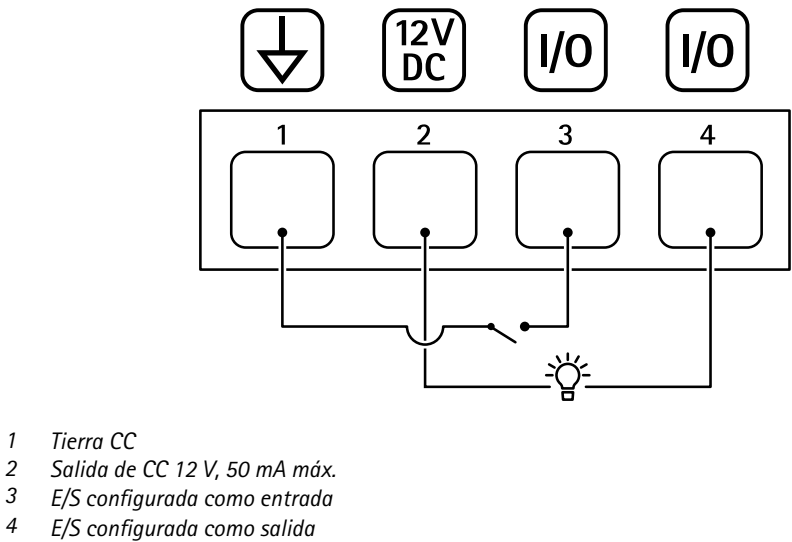 12V
DC
I/O
I/O
1
2
3
4
1 Tierra CC
2 Salida de CC 12 V, 50 mA máx.
3 E/S configurada como entrada
4 E/S configurada como salida